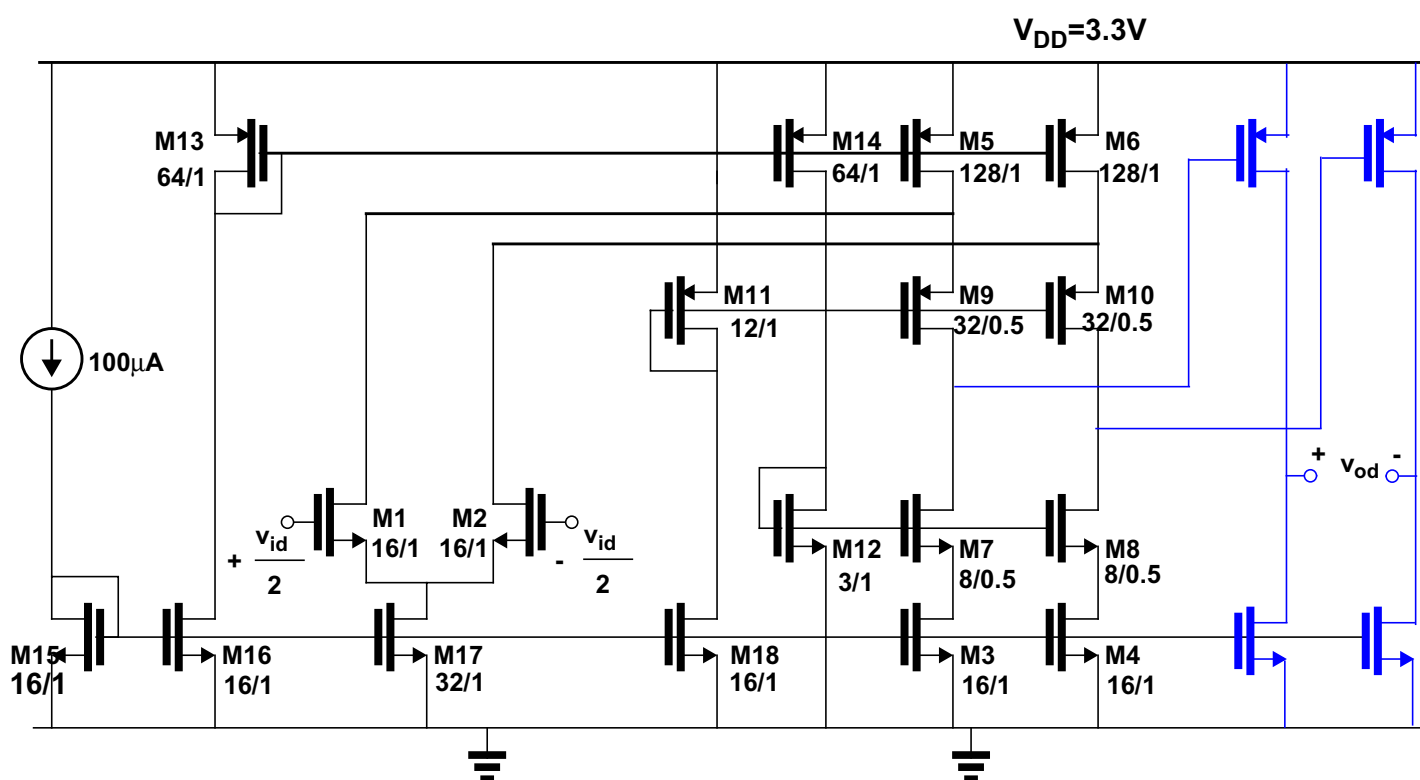 VDD=3.3V
M13
64/1
M14
64/1
M5
128/1
M6
128/1
M11
12/1
M9
32/0.5
M10
32/0.5
100μA
+ vod -
M1
16/1
M2
16/1
+ vid
2
- vid
2
M12
3/1
M7
8/0.5
M8
8/0.5
M15
16/1
M16
16/1
M17
32/1
M18
16/1
M3
16/1
M4
16/1